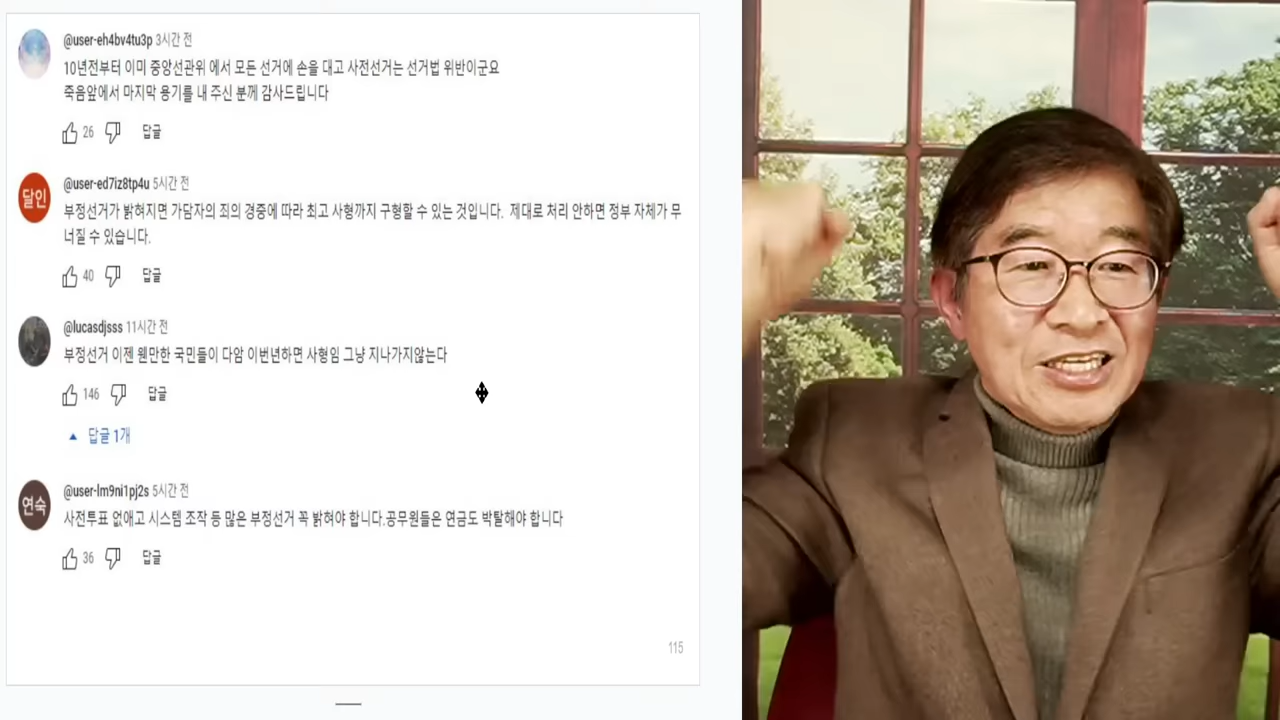 @user-eh4bv4tu3p 3시간 전
10년전부터 이미 중앙선관위 에서 모든 선거에 손을 대고 사전선거는 선거법 위반이군요
죽음앞에서 마지막 용기를 내 주신 분께 감사드립니다
26 답글
달인
@user-ed7iz8tp4u 5시간 전
부정선거가 밝혀지면 가담자의 죄의 경중에 따라 최고 사형까지 구형할 수 있는 것입니다. 제대로 처리 안하면 정부 자체가 무
너질 수 있습니다.
40 답글
@lucasdjsss 11시간 전
부정선거 이젠 웬만한 국민들이 다암 이번년하면 사형임 그냥 지나가지않는다
146 답글
답글 1개
연숙
@user-lm9ni1pj2s 5시간 전
사전투표 없애고 시스템 조작 등 많은 부정선거 꼭 밝혀야 합니다.공무원들은 연금도 박탈해야 합니다
36 답글
115